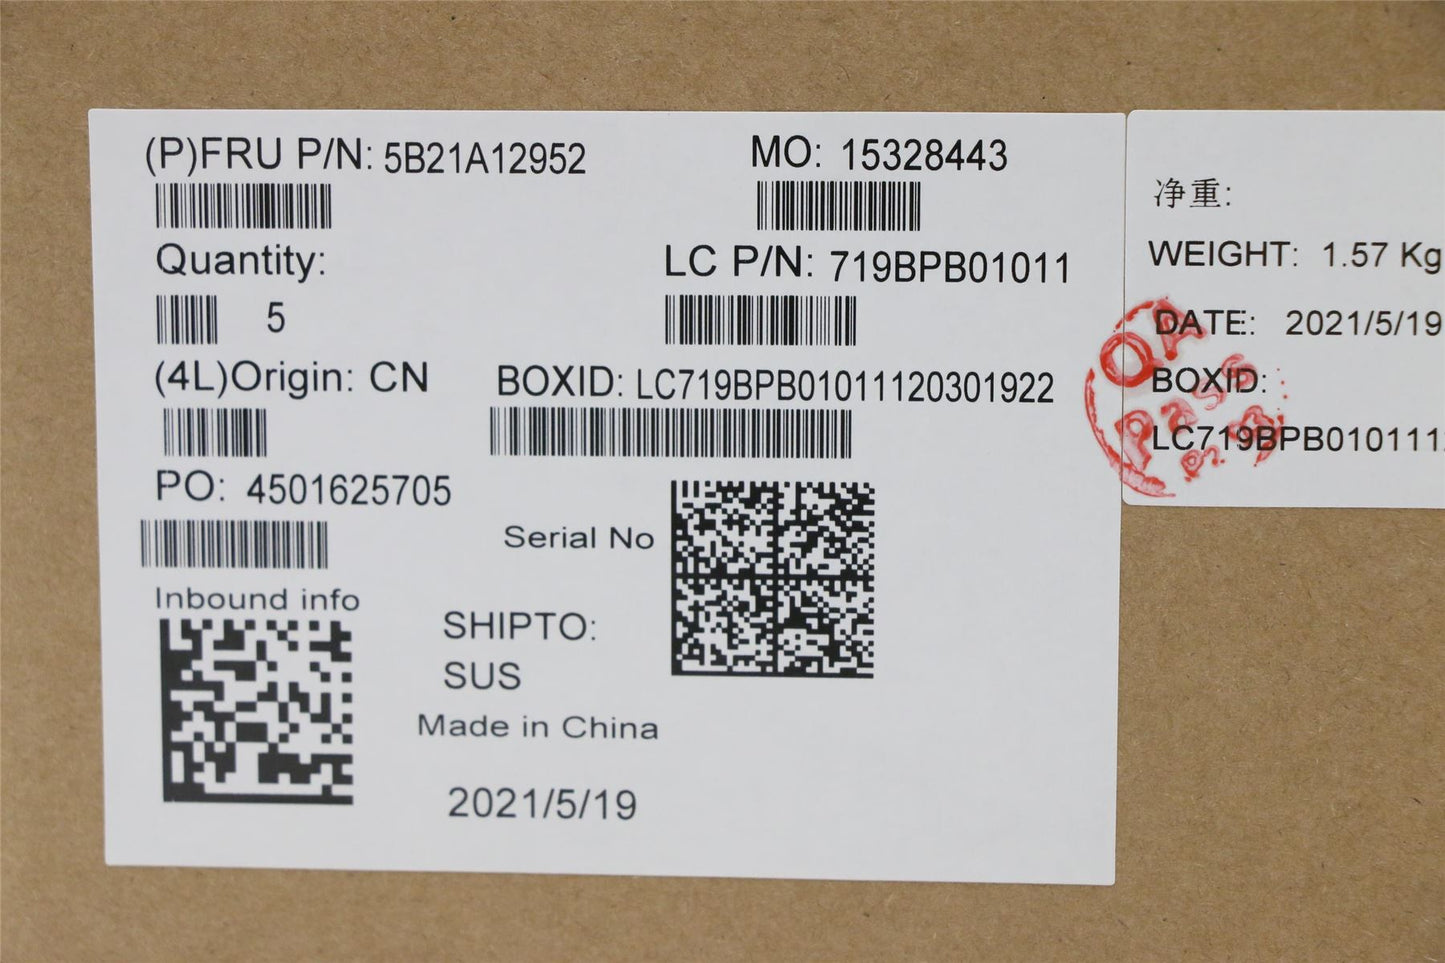 (P)FRU P/N: 5B21A12952
MO: 15328443
Quantity:
5
LC P/N: 719BPB01011
(4L)Origin: CN
BOXID: LC719BPB01011120301922
PO: 4501625705
Serial No
Inbound info
SHIPTO:
SUS
Made in China
2021/5/19
净重:
WEIGHT: 1.57 Kg
DATE: 2021/5/19
BOXID:
LC719BPB010111
QA
Pass